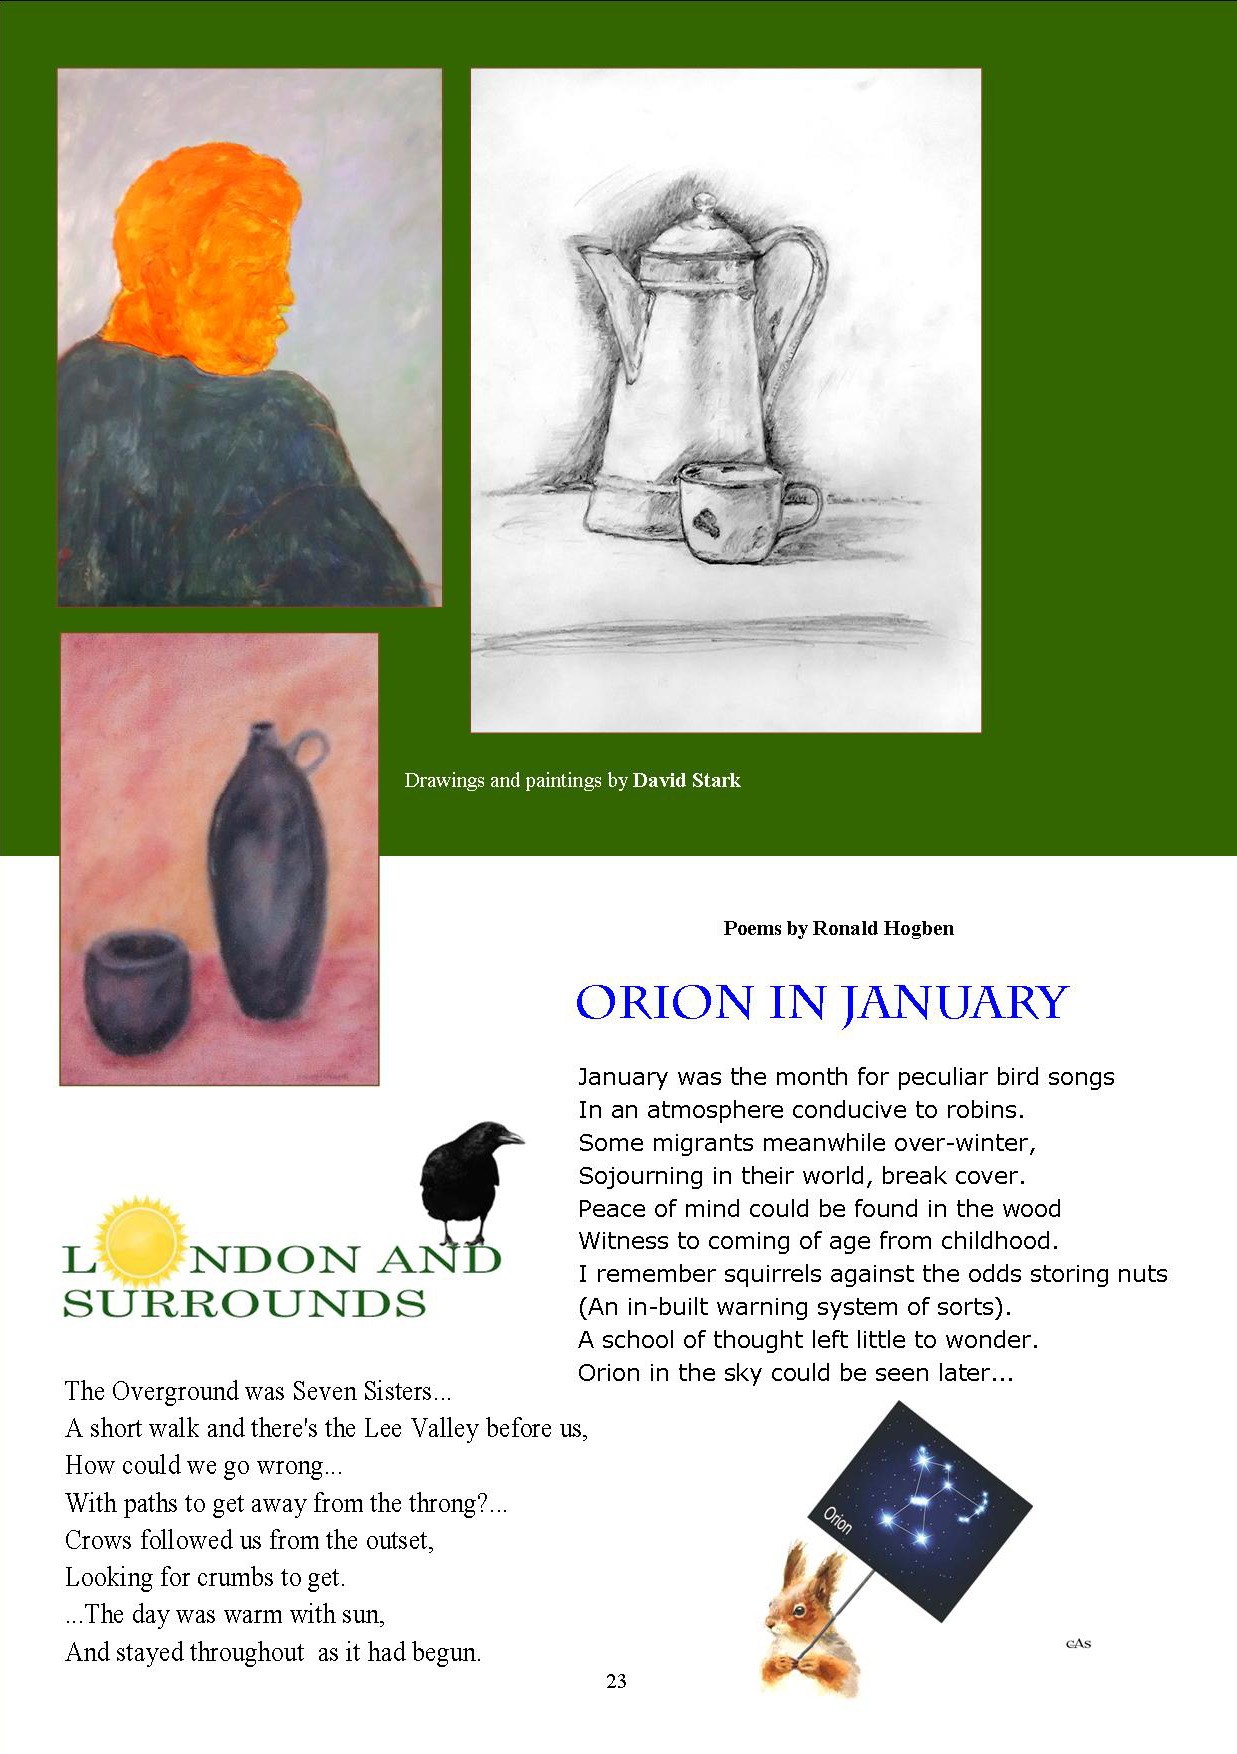 Drawings and paintings by David Stark
Poems by Ronald Hogben
ORION IN JANUARY
January was the month for peculiar bird songs
In an atmosphere conducive to robins.
Some migrants meanwhile over-winter,
Sojourning in their world, break cover.
Peace of mind could be found in the wood
Witness to coming of age from childhood.
I remember squirrels against the odds storing nuts
(An in-built warning system of sorts).
A school of thought left little to wonder.
Orion in the sky could be seen later...
LONDON AND
SURROUNDS
The Overground was Seven Sisters...
A short walk and there's the Lee Valley before us,
How could we go wrong...
With paths to get away from the throng?...
Crows followed us from the outset,
Looking for crumbs to get.
...The day was warm with sun,
And stayed throughout  as it had begun.
Orion
cAs
23